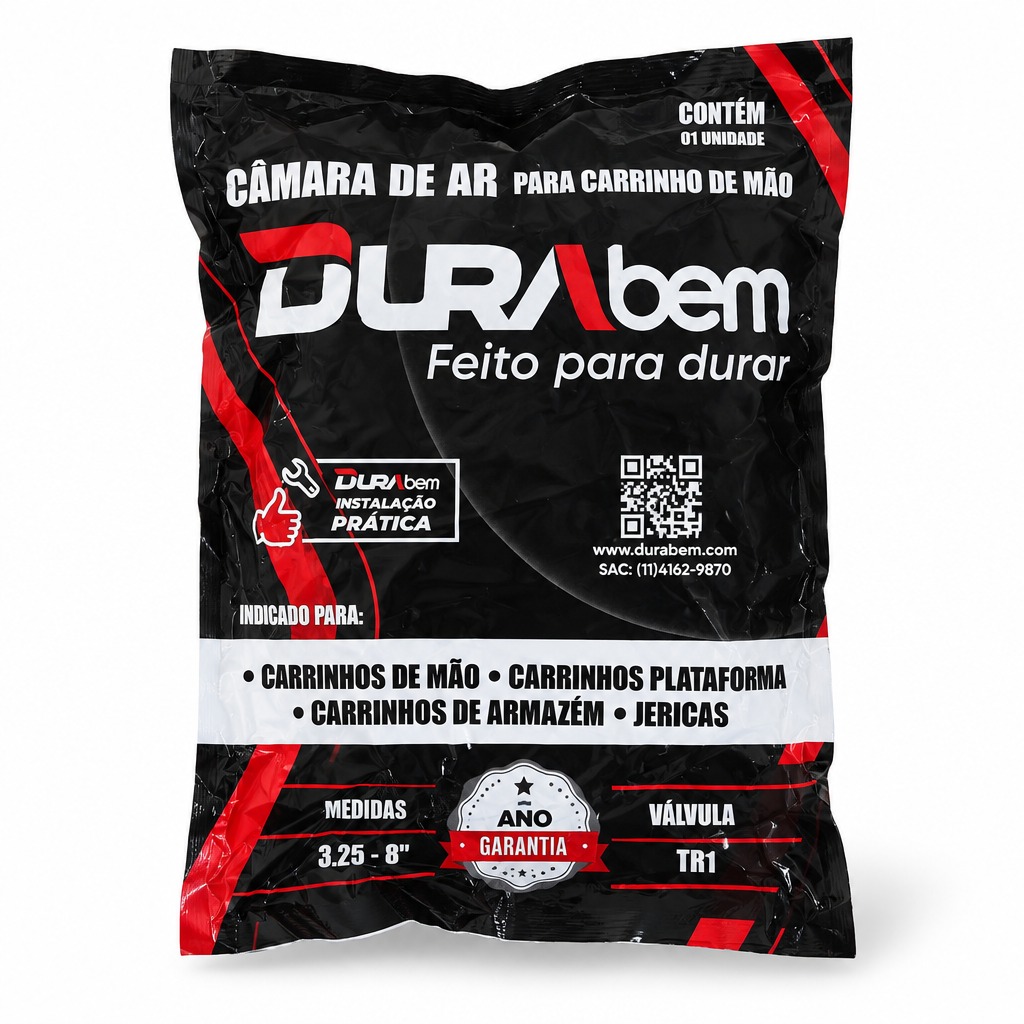 CONTÉM
01 UNIDADE
CÂMARA DE AR PARA CARRINHO DE MÃO
DURAbem
Feito para durar
DURAbem
INSTALAÇÃO
PRÁTICA
www.durabem.com
SAC: (11)4162-9870
INDICADO PARA:
• CARRINHOS DE MÃO • CARRINHOS PLATAFORMA
• CARRINHOS DE ARMAZÉM • JERICAS
MEDIDAS
3.25 - 8"
AÑO
GARANTIA
VÁLVULA
TR1